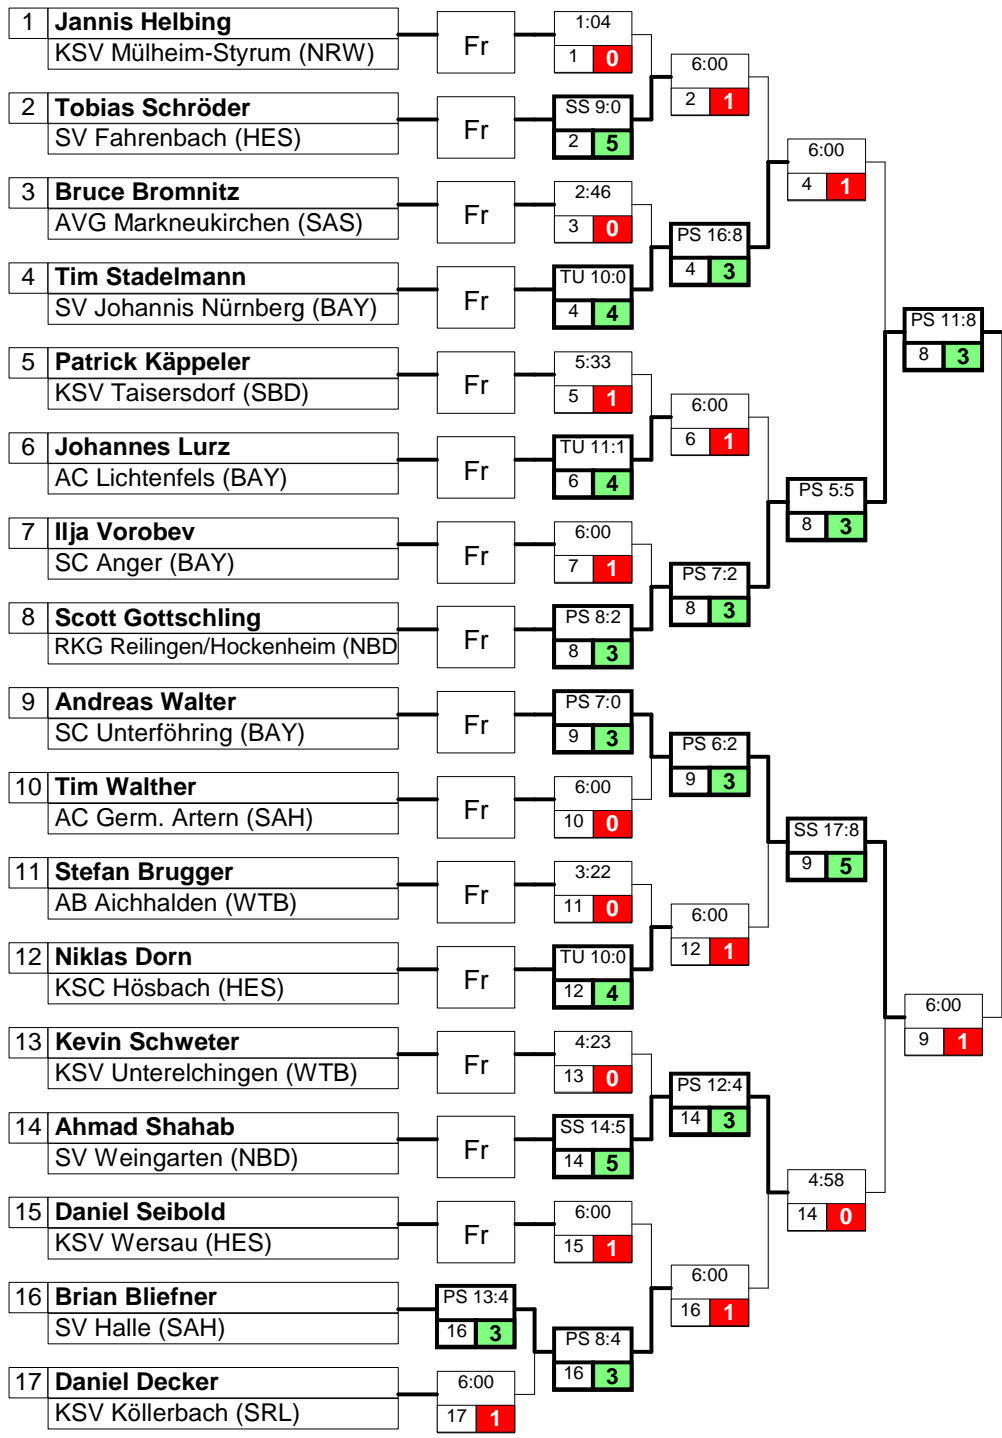 1 Jannis Helbing
KSV Mülheim-Styrum (NRW)
Fr
1:04
1 0
6:00
2 1
2 Tobias Schröder
SV Fahrenbach (HES)
Fr
SS 9:0
2 5
6:00
4 1
3 Bruce Bromnitz
AVG Markneukirchen (SAS)
Fr
2:46
3 0
PS 16:8
4 3
4 Tim Stadelmann
SV Johannis Nürnberg (BAY)
Fr
TU 10:0
4 4
PS 11:8
8 3
5 Patrick Käppeler
KSV Taisersdorf (SBD)
Fr
5:33
5 1
6:00
6 1
6 Johannes Lurz
AC Lichtenfels (BAY)
Fr
TU 11:1
6 4
PS 5:5
8 3
7 Ilja Vorobev
SC Anger (BAY)
Fr
6:00
7 1
PS 7:2
8 3
8 Scott Gottschling
RKG Reilingen/Hockenheim (NBD
Fr
PS 8:2
8 3
9 Andreas Walter
SC Unterföhring (BAY)
Fr
PS 7:0
9 3
PS 6:2
9 3
10 Tim Walther
AC Germ. Artern (SAH)
Fr
6:00
10 0
SS 17:8
9 5
11 Stefan Brugger
AB Aichhalden (WTB)
Fr
3:22
11 0
6:00
12 1
12 Niklas Dorn
KSC Hösbach (HES)
Fr
TU 10:0
12 4
6:00
9 1
13 Kevin Schweter
KSV Unterelchingen (WTB)
Fr
4:23
13 0
PS 12:4
14 3
14 Ahmad Shahab
SV Weingarten (NBD)
Fr
SS 14:5
14 5
4:58
14 0
15 Daniel Seibold
KSV Wersau (HES)
Fr
6:00
15 1
6:00
16 1
16 Brian Bliefner
SV Halle (SAH)
PS 13:4
16 3
PS 8:4
16 3
17 Daniel Decker
KSV Köllerbach (SRL)
6:00
17 1